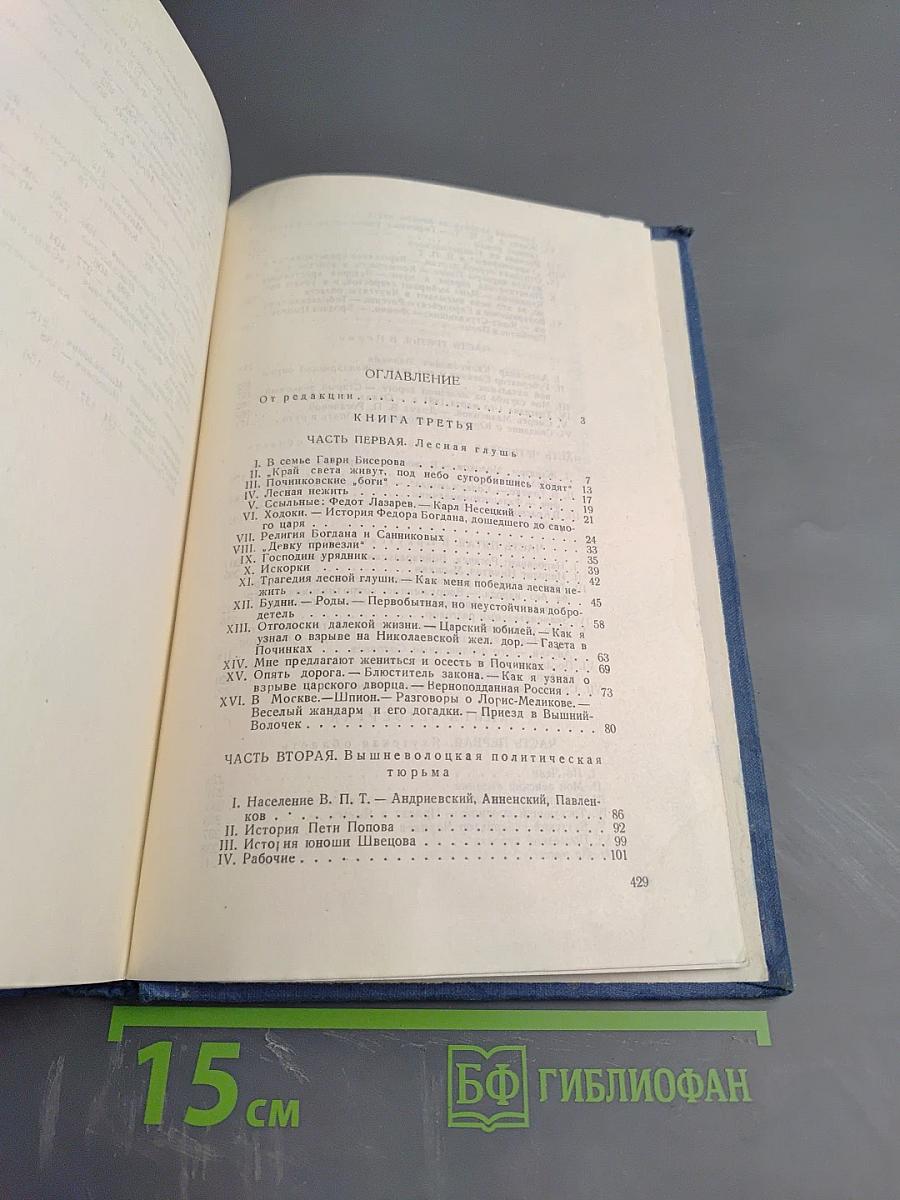 ОГЛАВЛЕНИЕ
От редакции. . . . . . . . . . . . . . . . . . 3
КНИГА ТРЕТЬЯ
ЧАСТЬ ПЕРВАЯ. Лесная глушь
I. В семье Гаври Бисерова . . . . . . . . . . . 7
II. „Край света живут, под небо сугорбившись ходят" 13
III. Починковские „боги" . . . . . . . . . . . . 17
IV. Лесная нежить . . . . . . . . . . . . . . . 19
V. Ссыльные: Федот Лазарев. — Карл Несецкий . . . . . . 21
VI. Ходоки. — История Федора Богдана, дошедшего до само-
го царя . . . . . . . . . . . . . . . . . 24
VII. Религия Богдана и Санниковых . . . . . . . . . 33
VIII. „Девку привезли" . . . . . . . . . . . . . 35
IX. Господин урядник . . . . . . . . . . . . . 39
X. Искорки . . . . . . . . . . . . . . . . . 42
XI. Трагедия лесной глуши. — Как меня победила лесная не-
жить . . . . . . . . . . . . . . . . . . 45
XII. Будни. — Роды. — Первобытная, но неустойчивая добро-
детель . . . . . . . . . . . . . . . . . 58
XIII. Отголоски далекой жизни. — Царский юбилей. — Как я
узнал о взрыве на Николаевской жел. дор. — Газета в
Починках . . . . . . . . . . . . . . . . 63
XIV. Мне предлагают жениться и осесть в Починках . . . . 69
XV. Опять дорога. — Блюститель закона. — Как я узнал о
взрыве царского дворца. — Верноподданная Россия . . . 73
XVI. В Москве. — Шпион. — Разговоры о Лорис-Меликове. —
Веселый жандарм и его догадки. — Приезд в Вышний-
Волочек . . . . . . . . . . . . . . . . . 80
ЧАСТЬ ВТОРАЯ. Вышневолоцкая политическая
тюрьма
I. Население В. П. Т. — Андриевский, Анненский, Павлен-
ков . . . . . . . . . . . . . . . . . . 86
II. История Пети Попова . . . . . . . . . . . . 92
III. История юноши Швецова . . . . . . . . . . . 99
IV. Рабочие . . . . . . . . . . . . . . . . . 101
429
15 см
БФ ГИБЛИОФАН